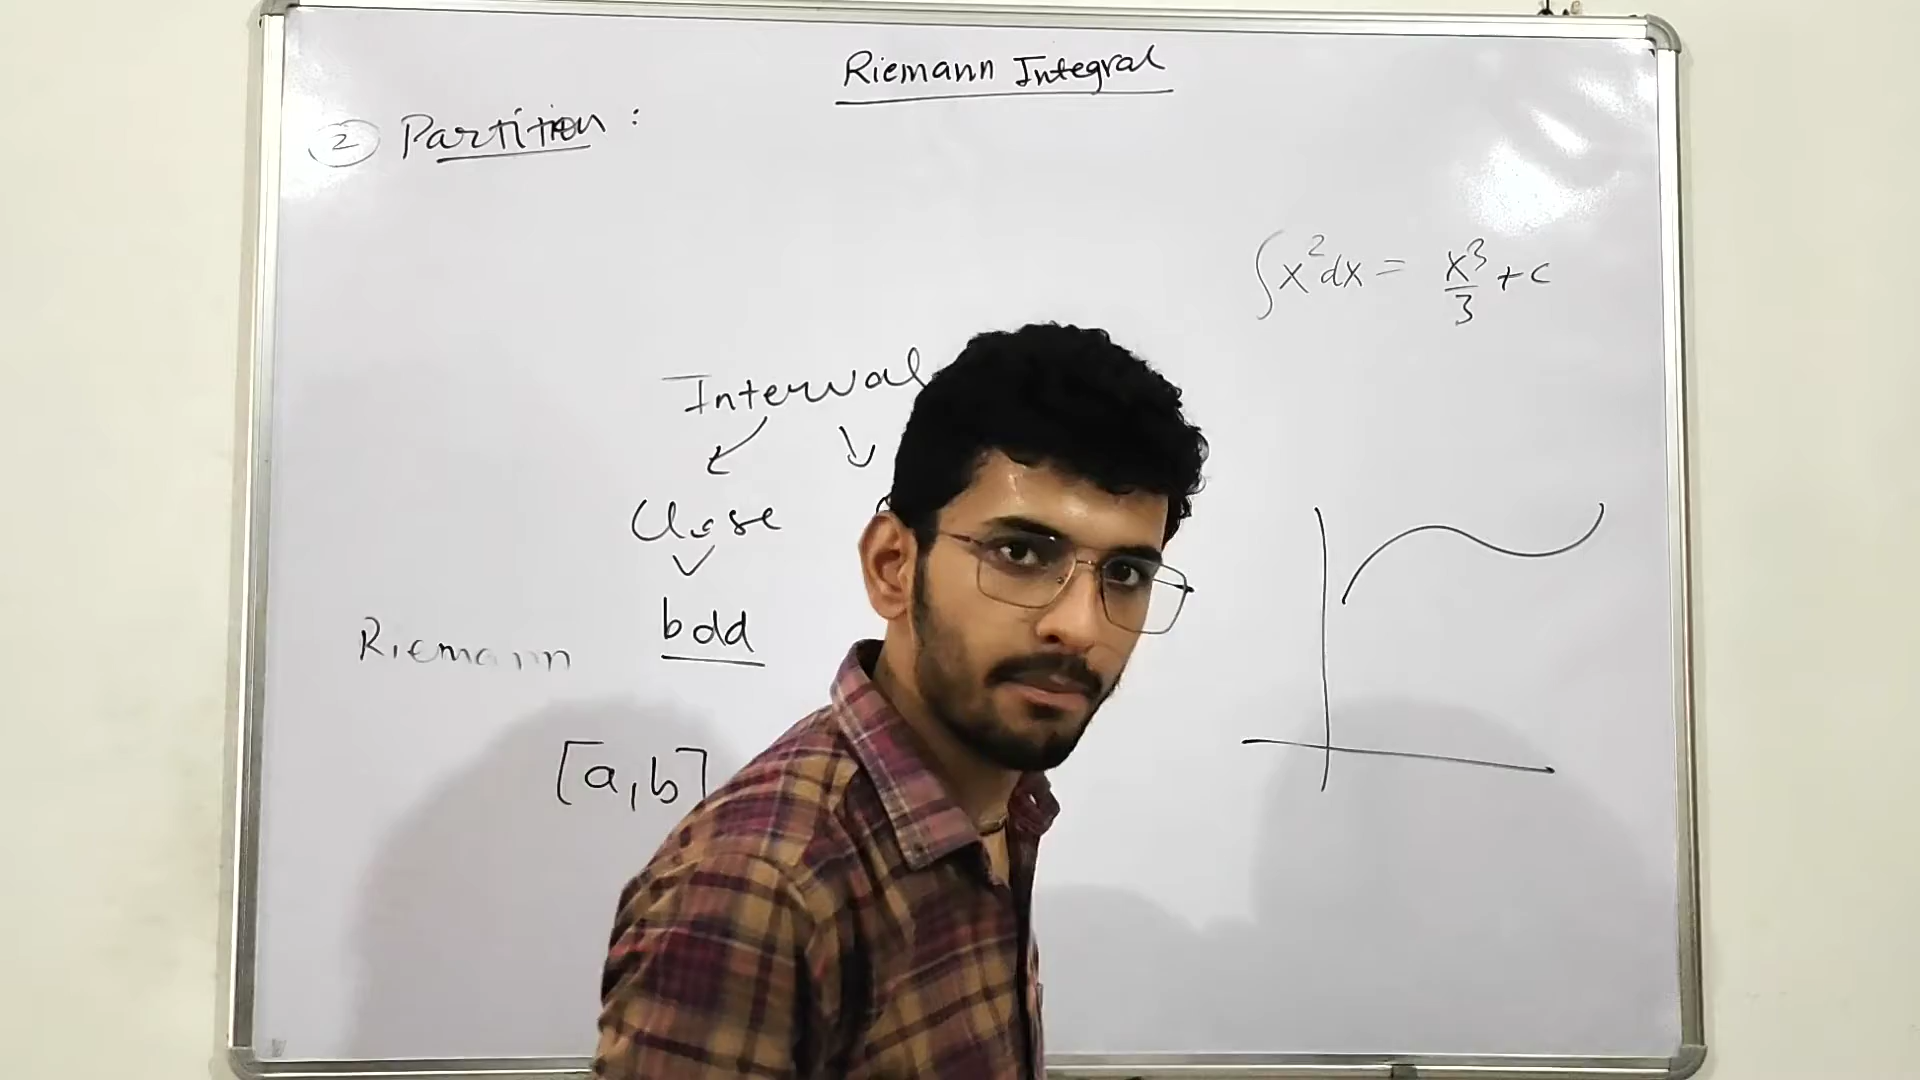 Riemann Integral
② Partition :
∫x²dx = x³/3 + c
Interval
Close
bdd
Riemann
[a,b]